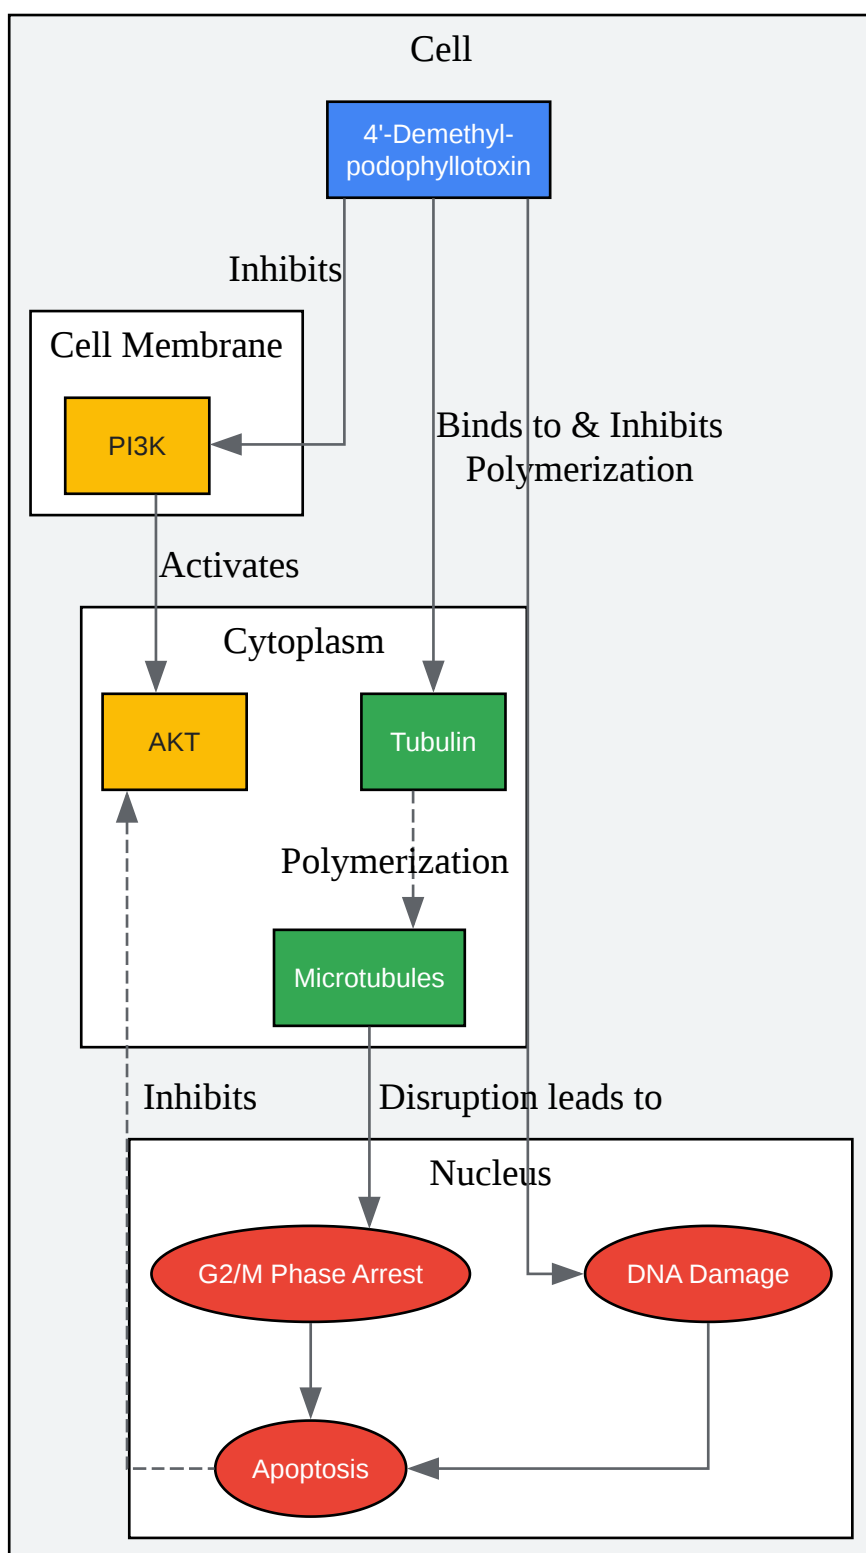 Cell
4'-Demethyl-
podophyllotoxin
Inhibits
Cell Membrane
PI3K
Binds to & Inhibits
Polymerization
Activates
Cytoplasm
AKT
Tubulin
Polymerization
Microtubules
Inhibits
Disruption leads to
Nucleus
G2/M Phase Arrest
DNA Damage
Apoptosis